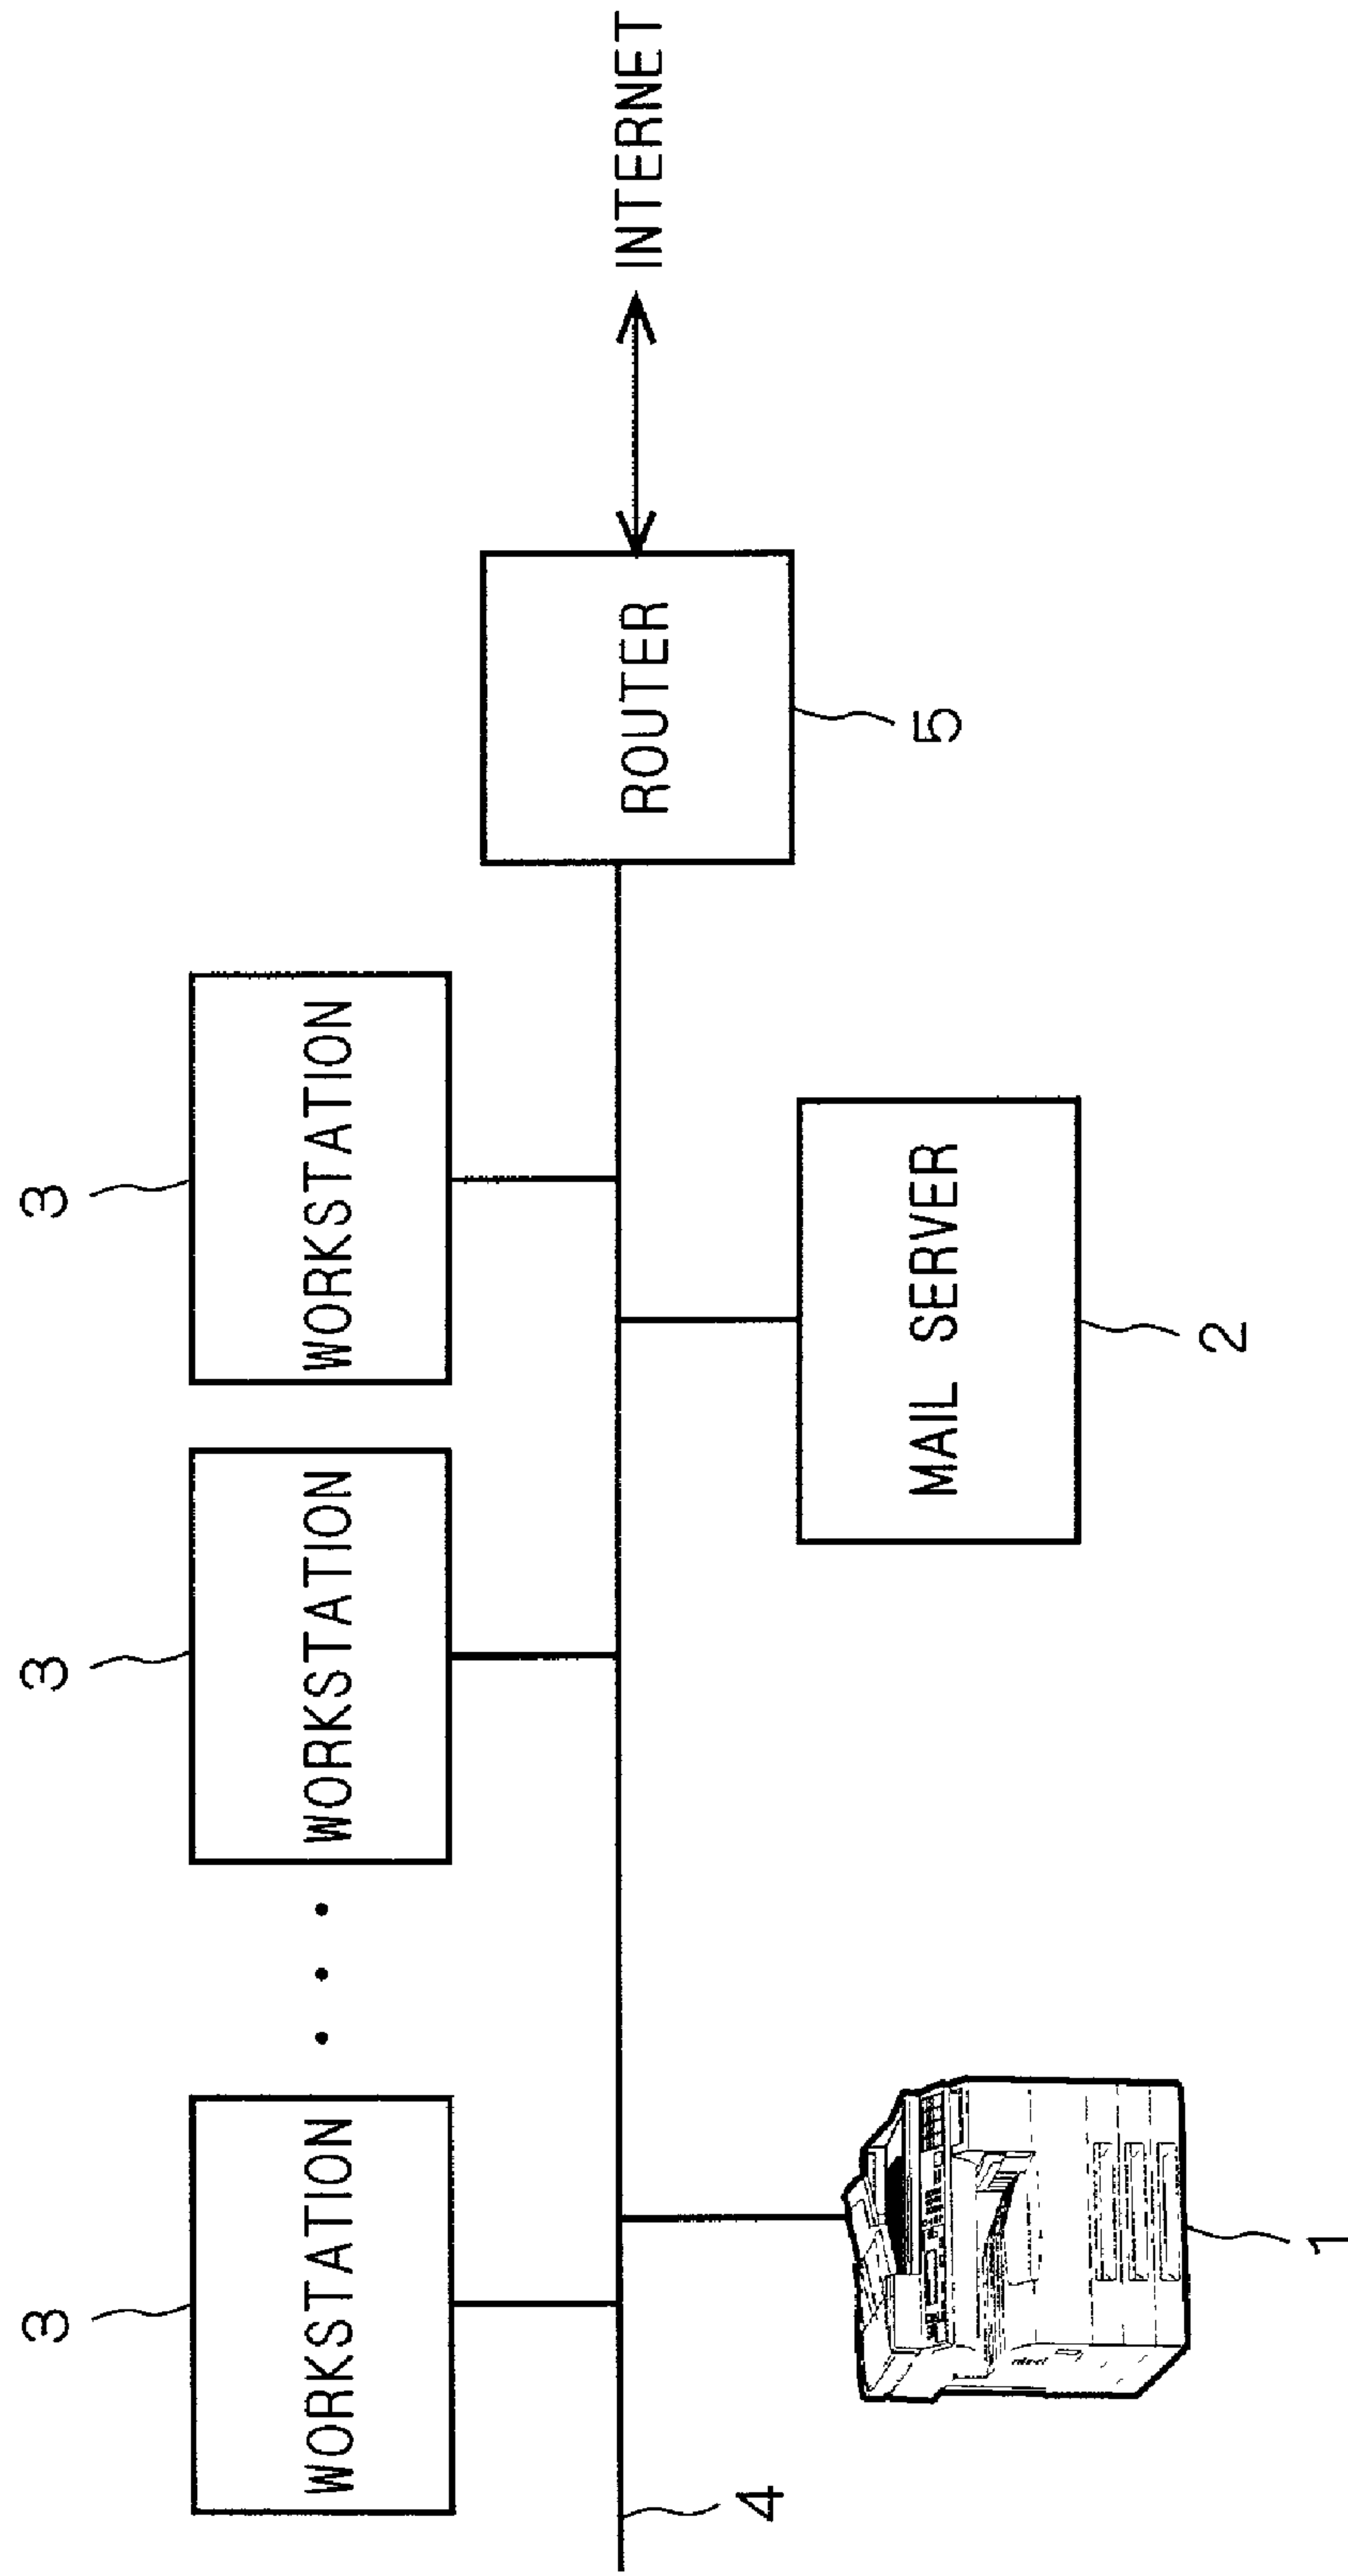 3
3
3
WORKSTATION
• • •
WORKSTATION
WORKSTATION
4
ROUTER
INTERNET
5
MAIL SERVER
1
2